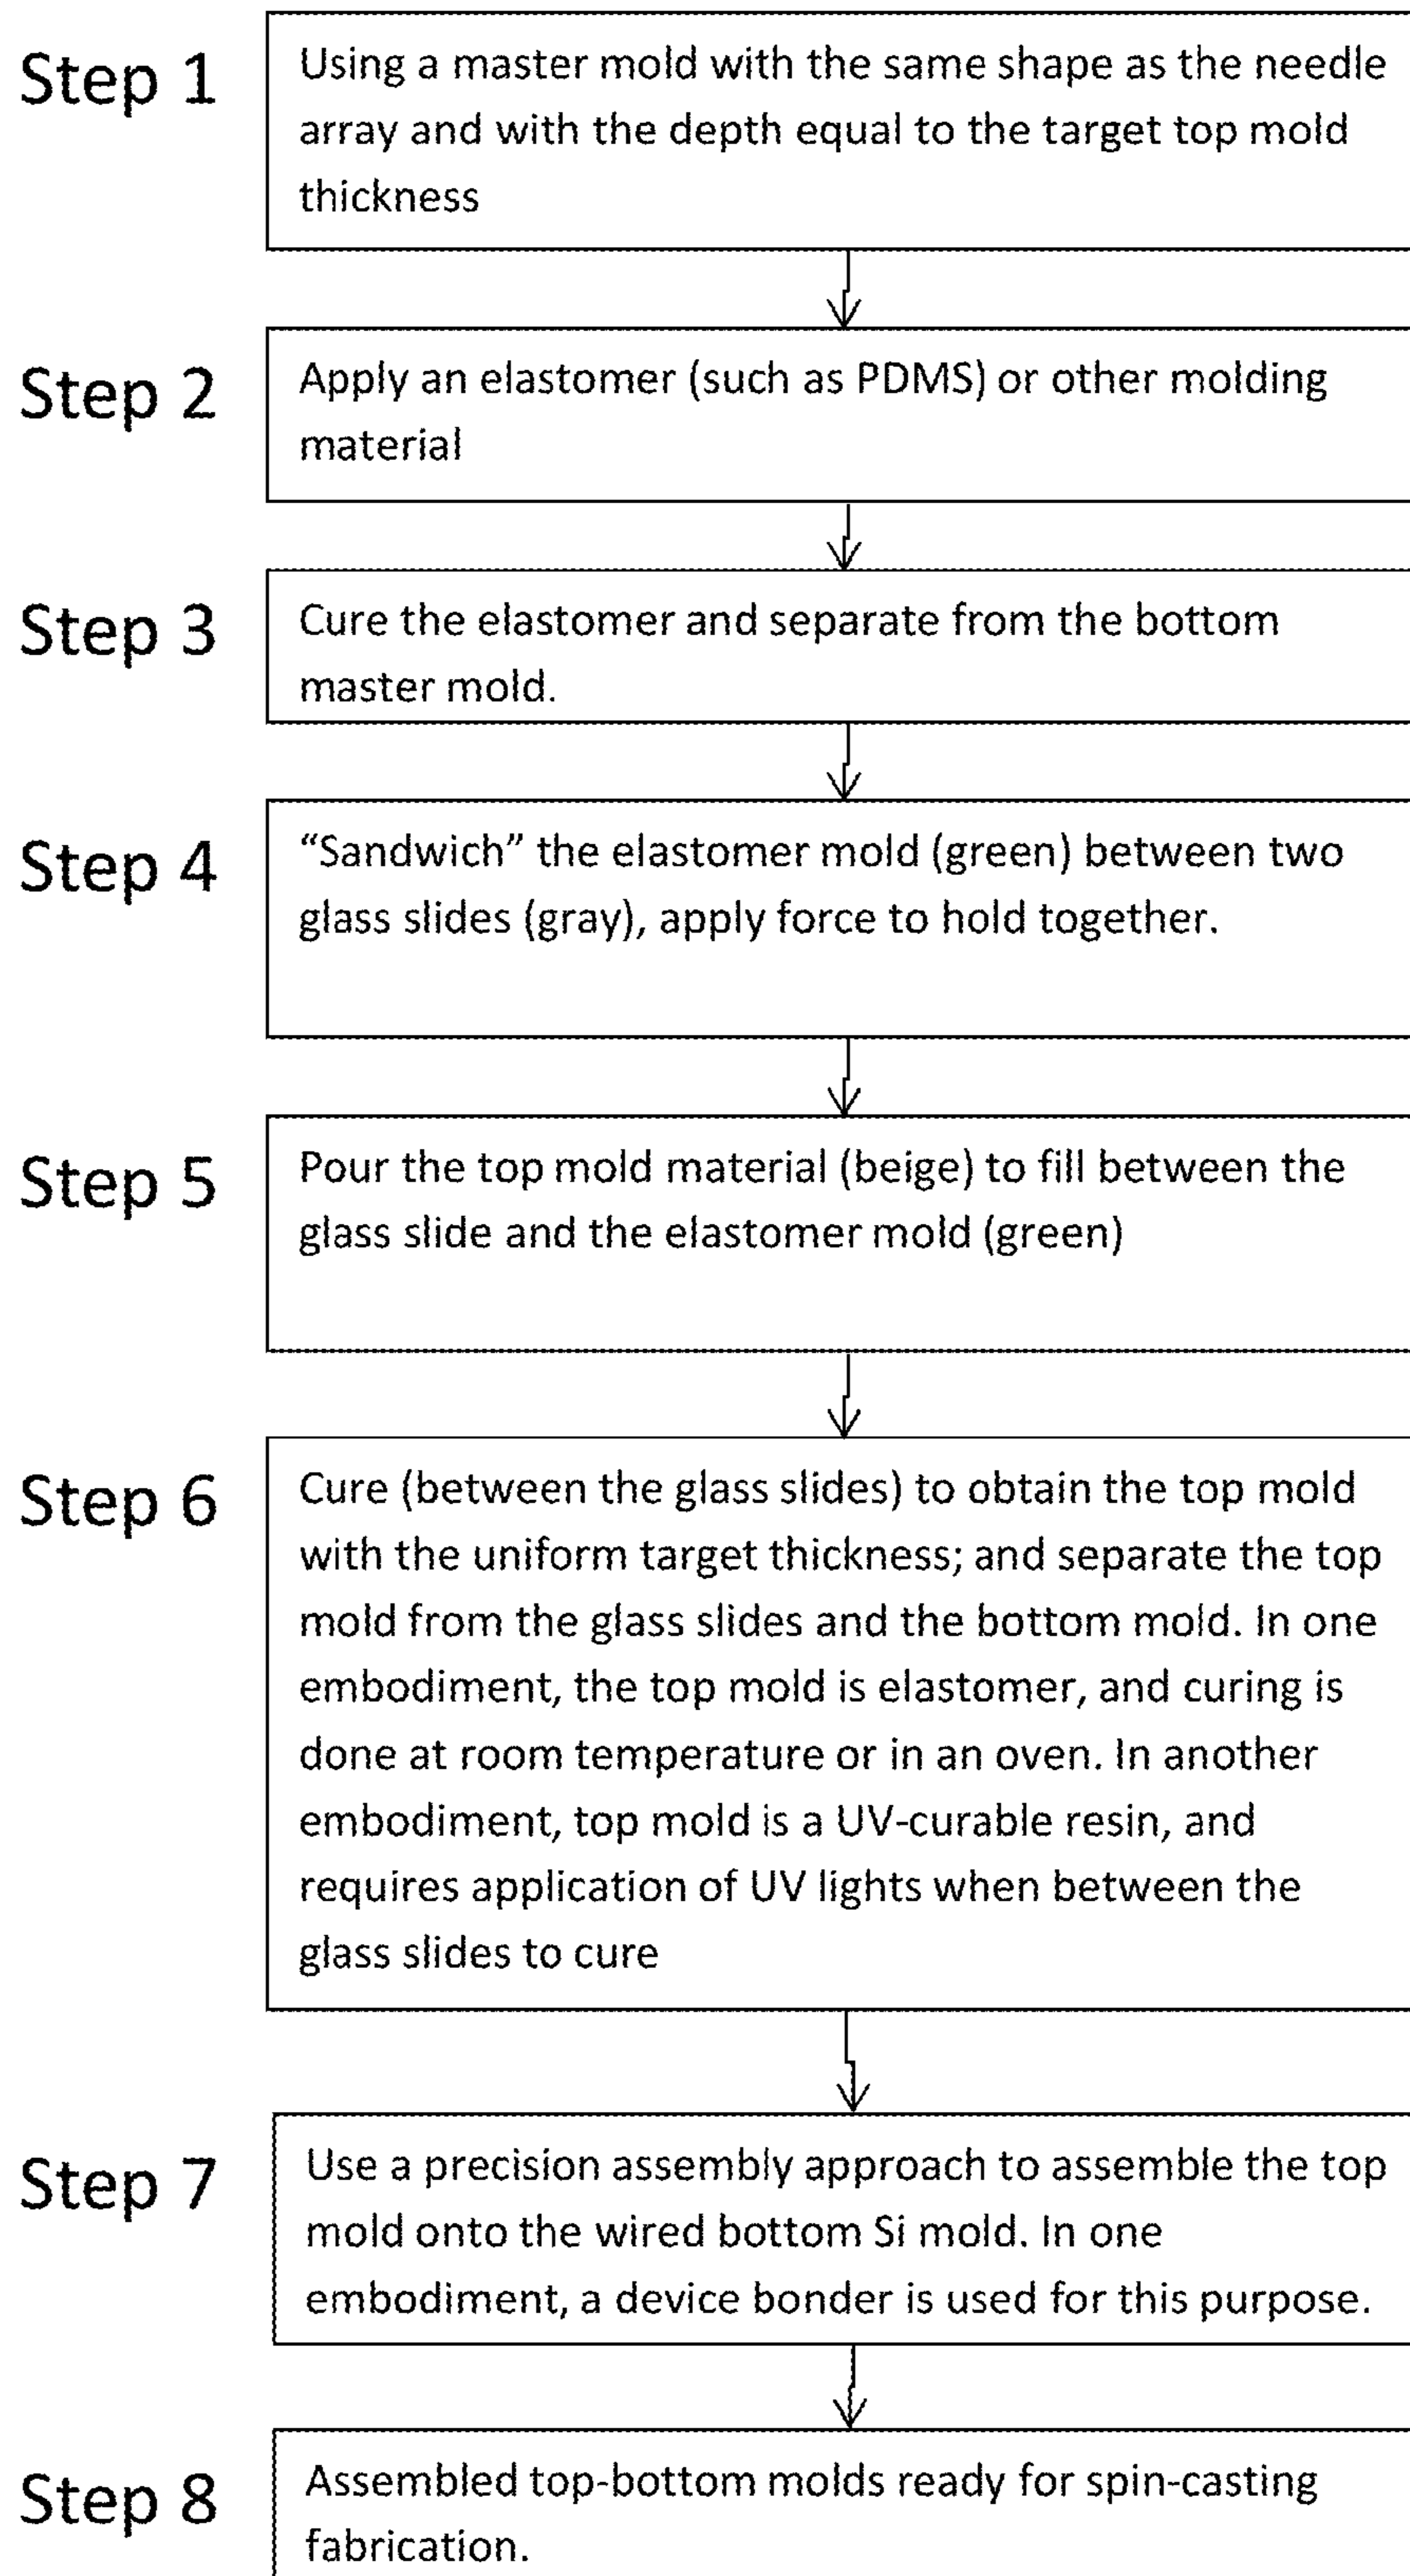 Step 1
Using a master mold with the same shape as the needle
array and with the depth equal to the target top mold
thickness
Step 2
Apply an elastomer (such as PDMS) or other molding
material
Step 3
Cure the elastomer and separate from the bottom
master mold.
Step 4
“Sandwich” the elastomer mold (green) between two
glass slides (gray), apply force to hold together.
Step 5
Pour the top mold material (beige) to fill between the
glass slide and the elastomer mold (green)
Step 6
Cure (between the glass slides) to obtain the top mold
with the uniform target thickness; and separate the top
mold from the glass slides and the bottom mold. In one
embodiment, the top mold is elastomer, and curing is
done at room temperature or in an oven. In another
embodiment, top mold is a UV-curable resin, and
requires application of UV lights when between the
glass slides to cure
Step 7
Use a precision assembly approach to assemble the top
mold onto the wired bottom Si mold. In one
embodiment, a device bonder is used for this purpose.
Step 8
Assembled top-bottom molds ready for spin-casting
fabrication.